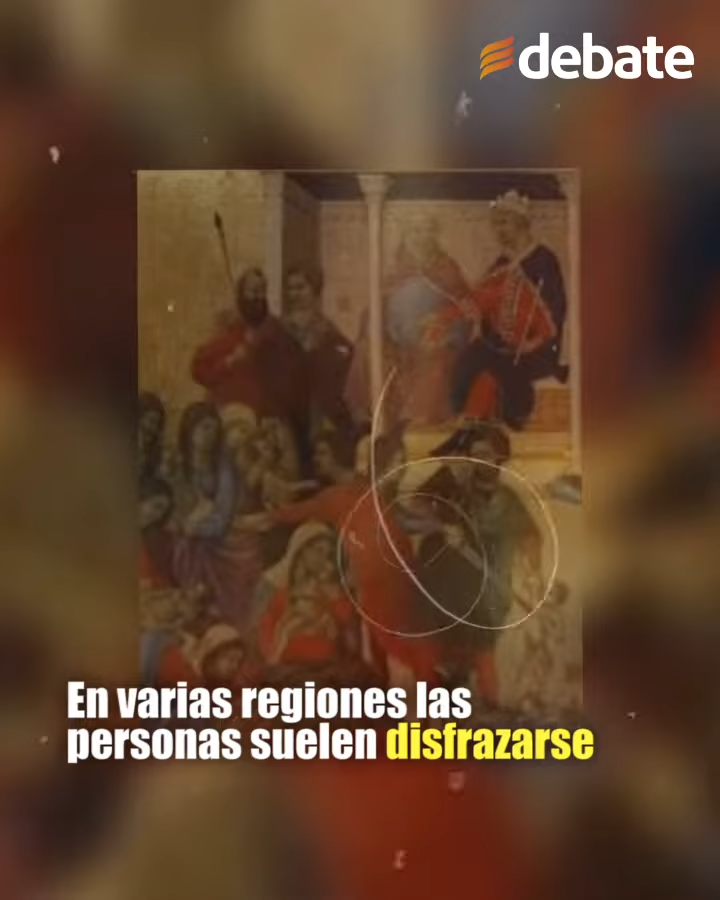 debate
En varias regiones las
personas suelen disfrazarse